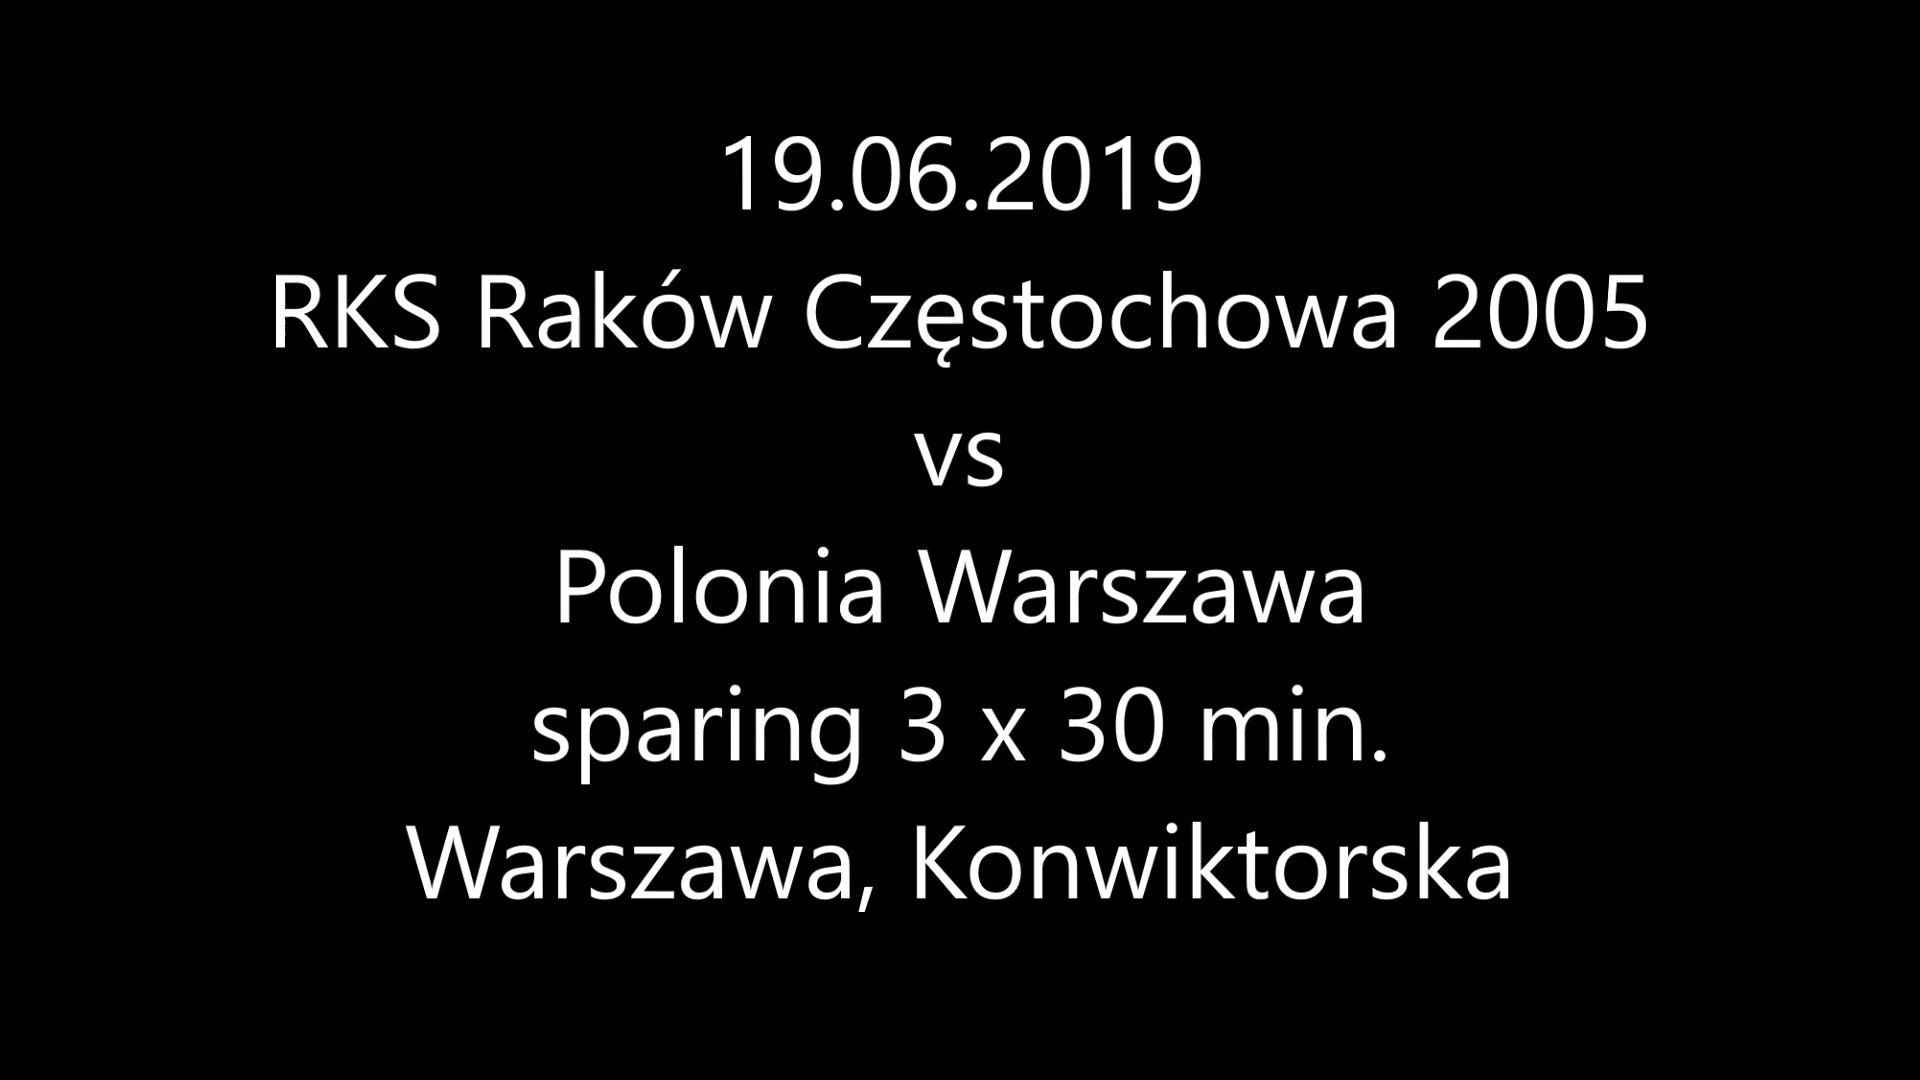 19.06.2019
RKS Raków Częstochowa 2005
vs
Polonia Warszawa
sparing 3 x 30 min.
Warszawa, Konwiktorska